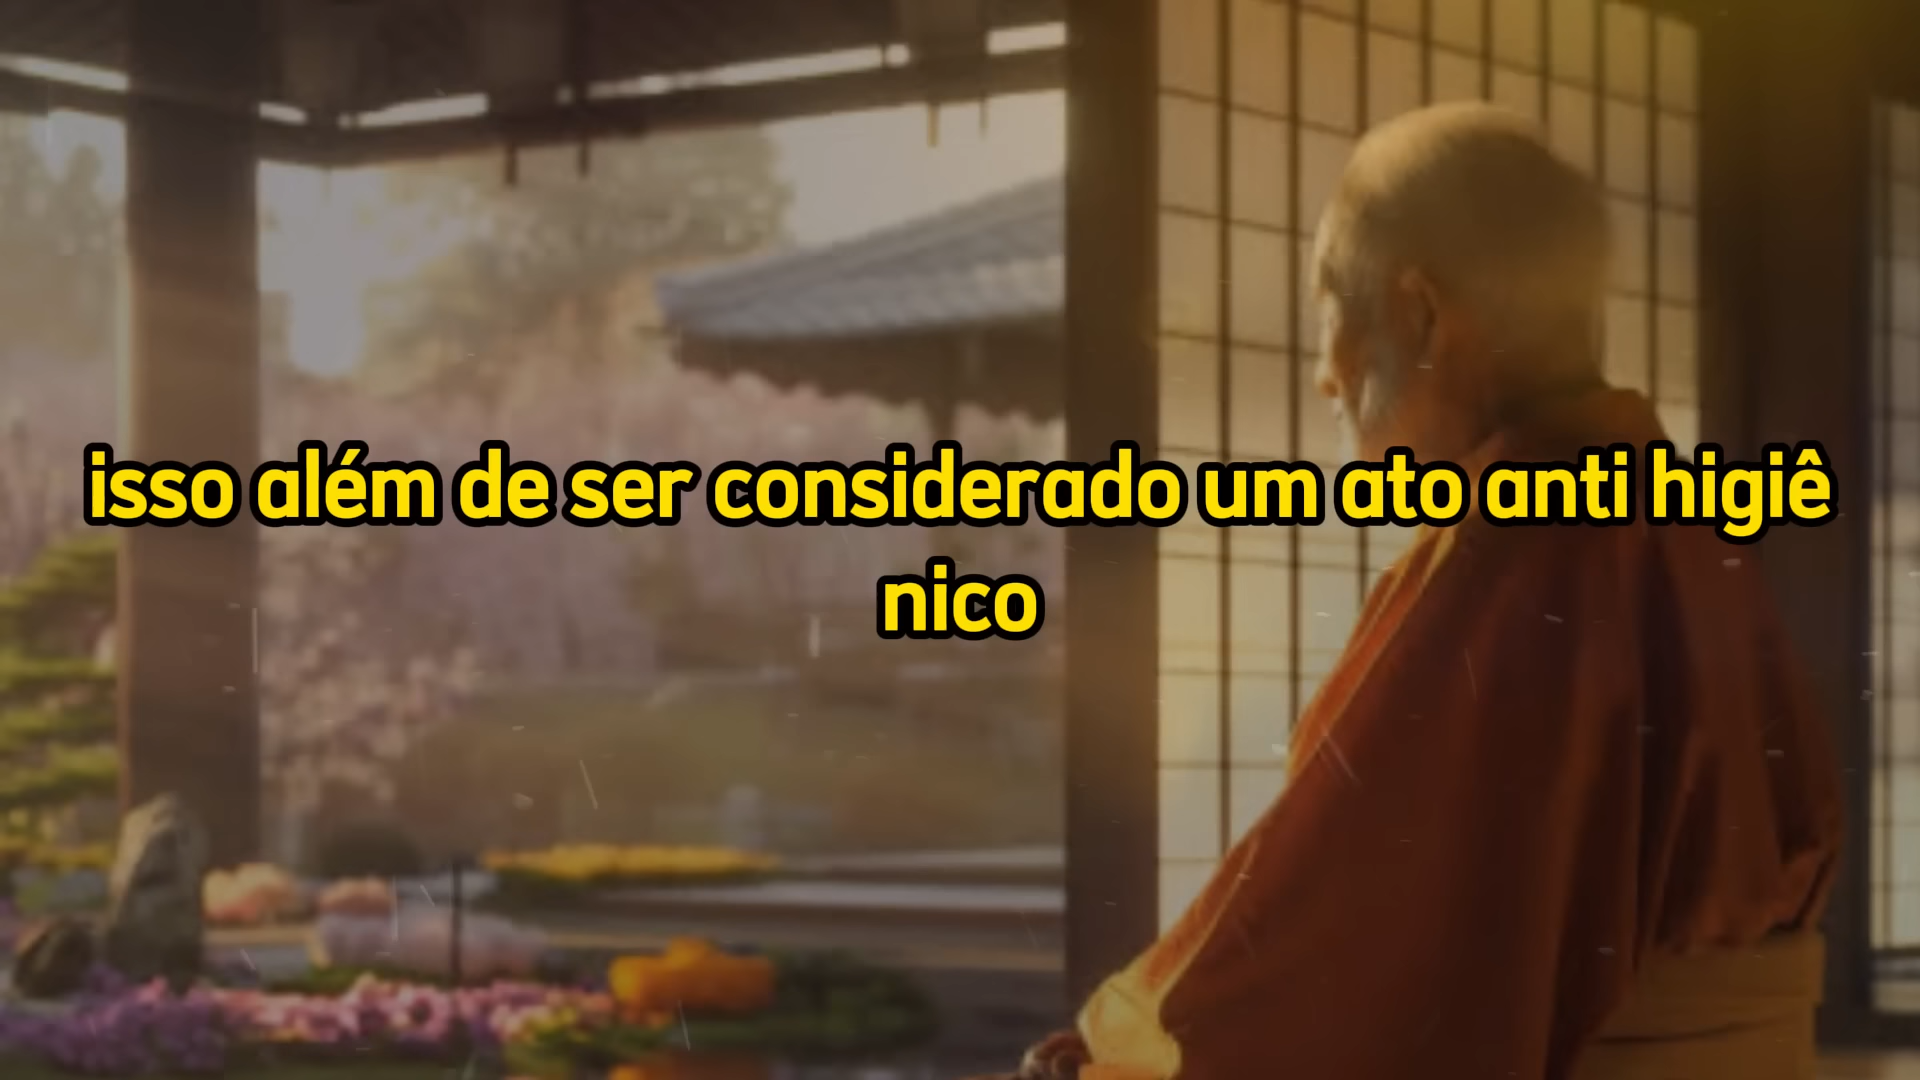 isso além de ser considerado um ato anti higiê
nico